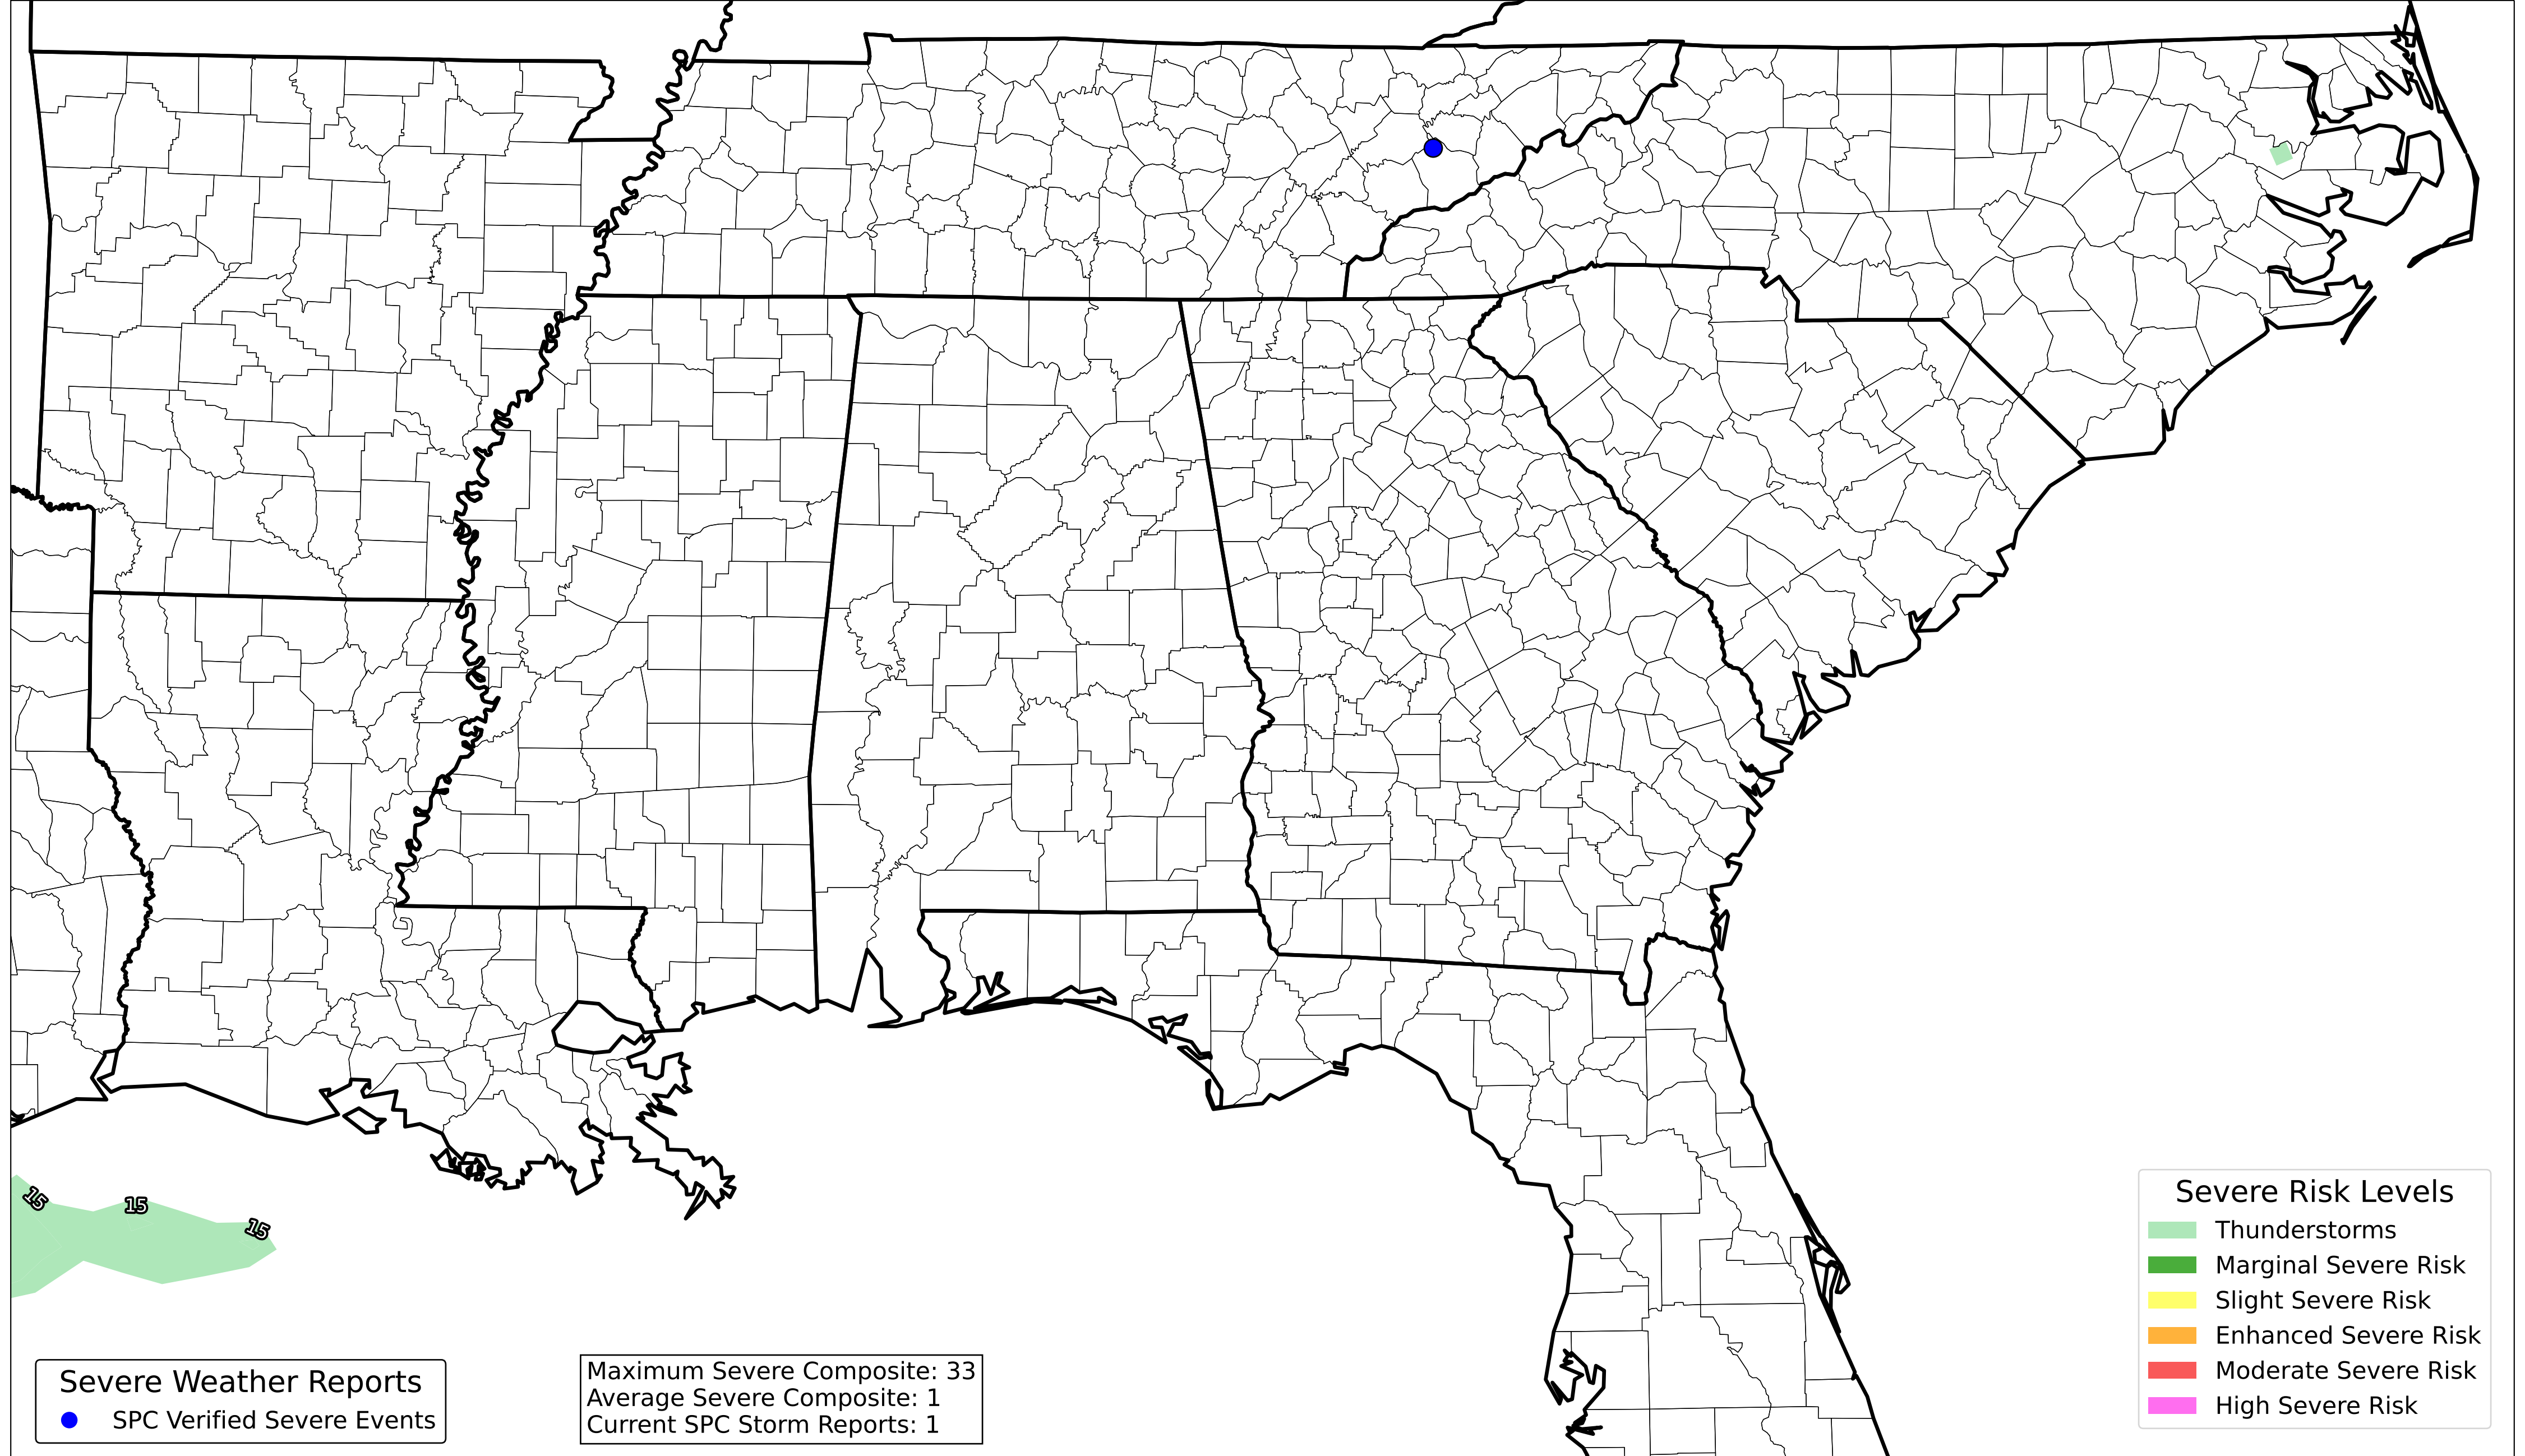 15
15
15
Severe Weather Reports
SPC Verified Severe Events
Maximum Severe Composite: 33
Average Severe Composite: 1
Current SPC Storm Reports: 1
Severe Risk Levels
Thunderstorms
Marginal Severe Risk
Slight Severe Risk
Enhanced Severe Risk
Moderate Severe Risk
High Severe Risk